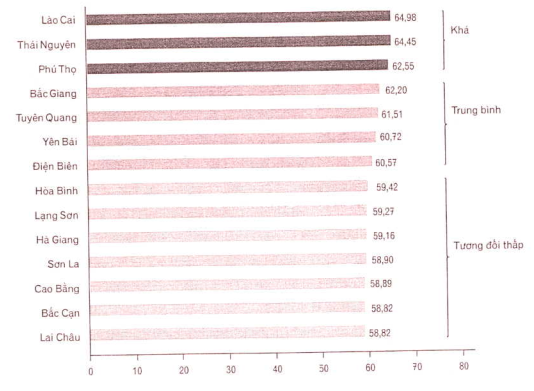 Lào Cai 64,98
Thái Nguyên 64,45
Phú Thọ 62,55
Khá
Bắc Giang 62,20
Tuyên Quang 61,51
Yên Bái 60,72
Điện Biên 60,57
Trung bình
Hòa Bình 59,42
Lạng Sơn 59,27
Hà Giang 59,16
Sơn La 58,90
Cao Bằng 58,89
Bắc Cạn 58,82
Lai Châu 58,82
Tương đối thấp
0 10 20 30 40 50 60 70 80